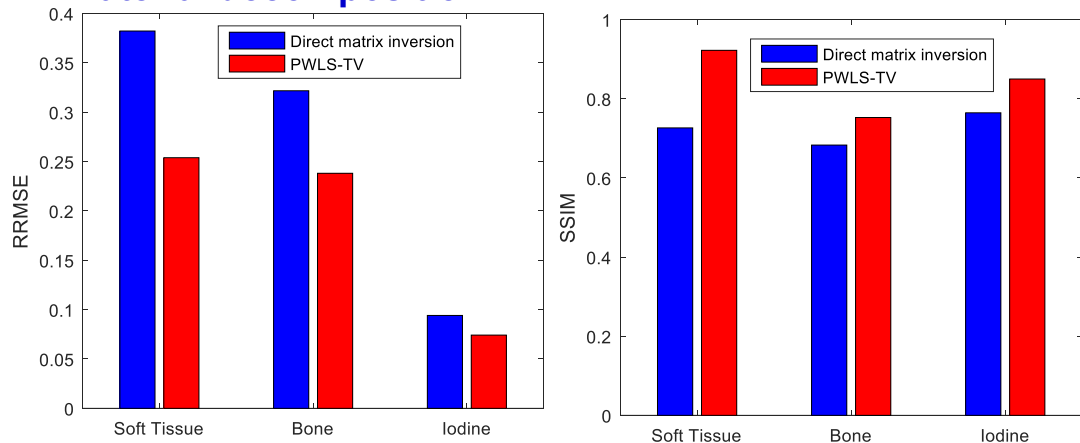 0.4
0.35
0.3
0.25
0.2
0.15
0.1
0.05
0
RRMSE
Direct matrix inversion
PWLS-TV
Soft Tissue Bone Iodine
1
0.8
0.6
0.4
0.2
0
SSIM
Direct matrix inversion
PWLS-TV
Soft Tissue Bone Iodine